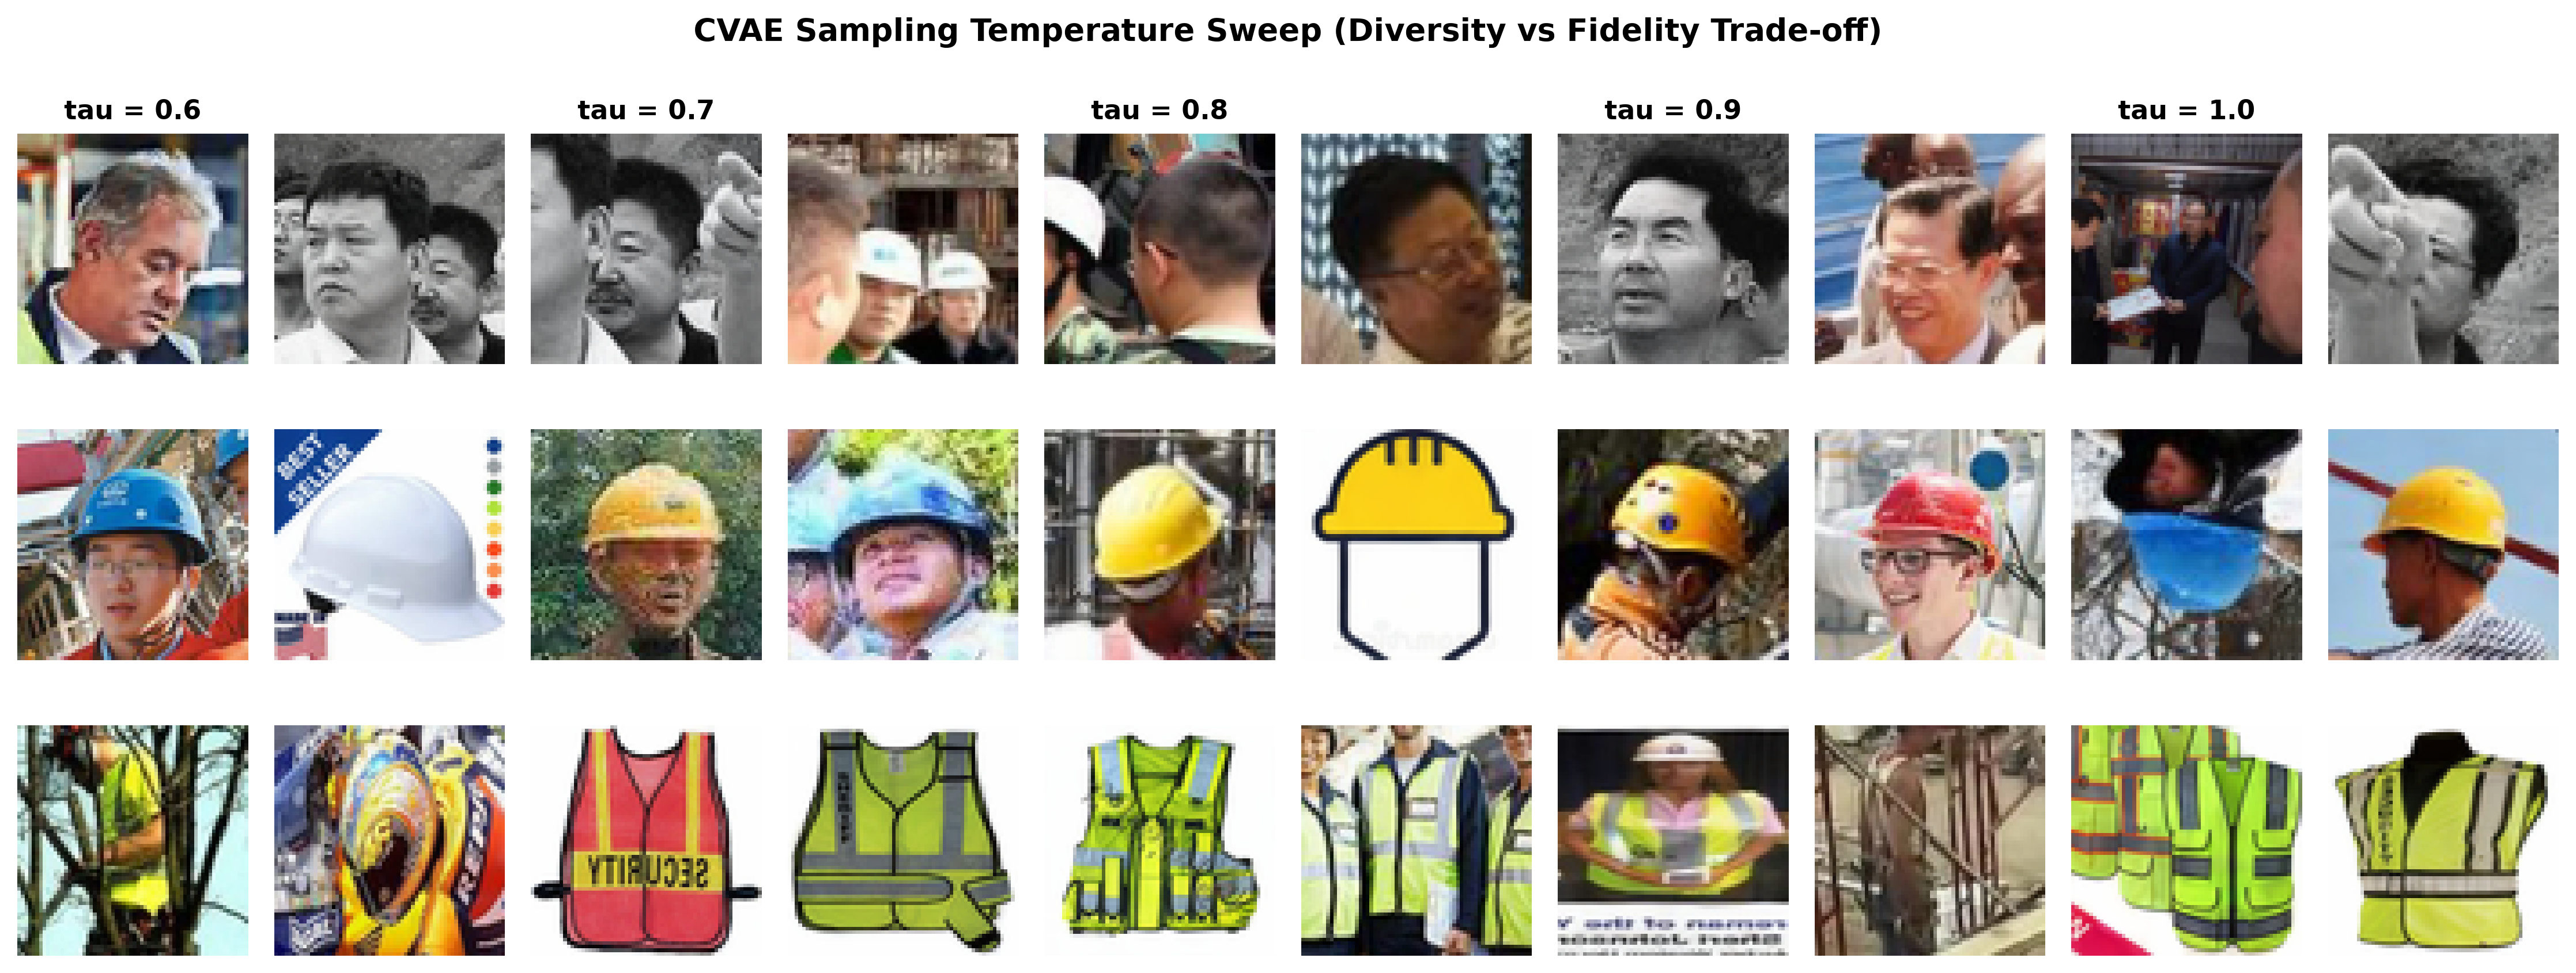 CVAE Sampling Temperature Sweep (Diversity vs Fidelity Trade-off)
tau = 0.6
tau = 0.7
tau = 0.8
tau = 0.9
tau = 1.0
BEST
SELLER
SECURITY